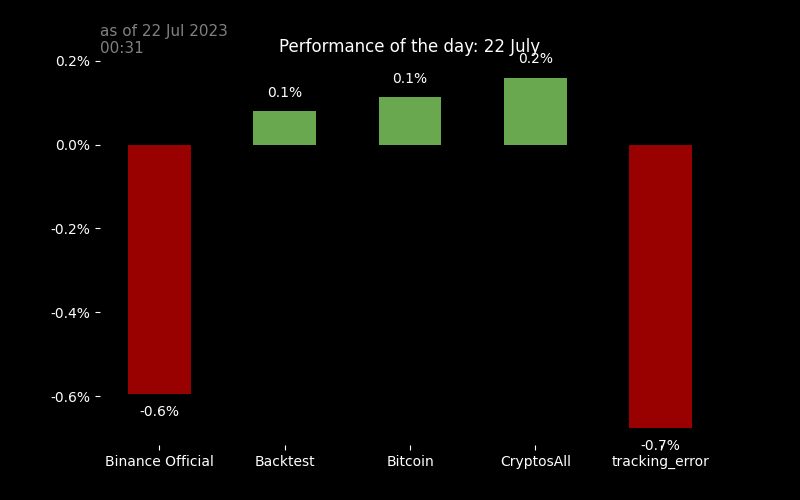 as of 22 Jul 2023
00:31
Performance of the day: 22 July
0.2%
0.0%
-0.2%
-0.4%
-0.6%
-0.6%
0.1%
0.1%
0.2%
-0.7%
Binance Official
Backtest
Bitcoin
CryptosAll
tracking_error